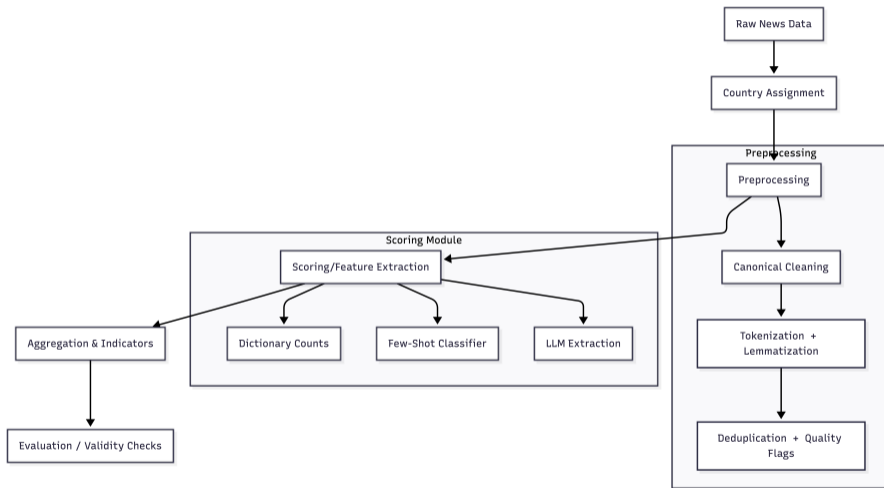 Raw News Data
Country Assignment
Preprocessing
Preprocessing
Scoring Module
Scoring/Feature Extraction
Canonical Cleaning
Aggregation & Indicators
Dictionary Counts
Few-Shot Classifier
LLM Extraction
Tokenization + 
Lemmatization
Evaluation / Validity Checks
Deduplication + Quality
Flags